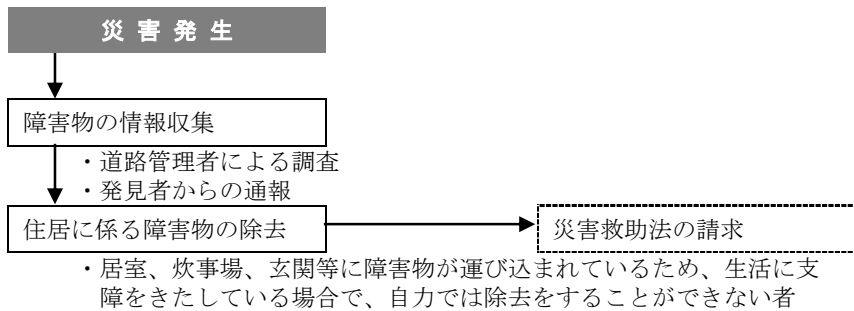 災 害 発 生
障害物の情報収集
・道路管理者による調査
・発見者からの通報
住居に係る障害物の除去
災害救助法の請求
・居室、炊事場、玄関等に障害物が運び込まれているため、生活に支
障をきたしている場合で、自力では除去をすることができない者